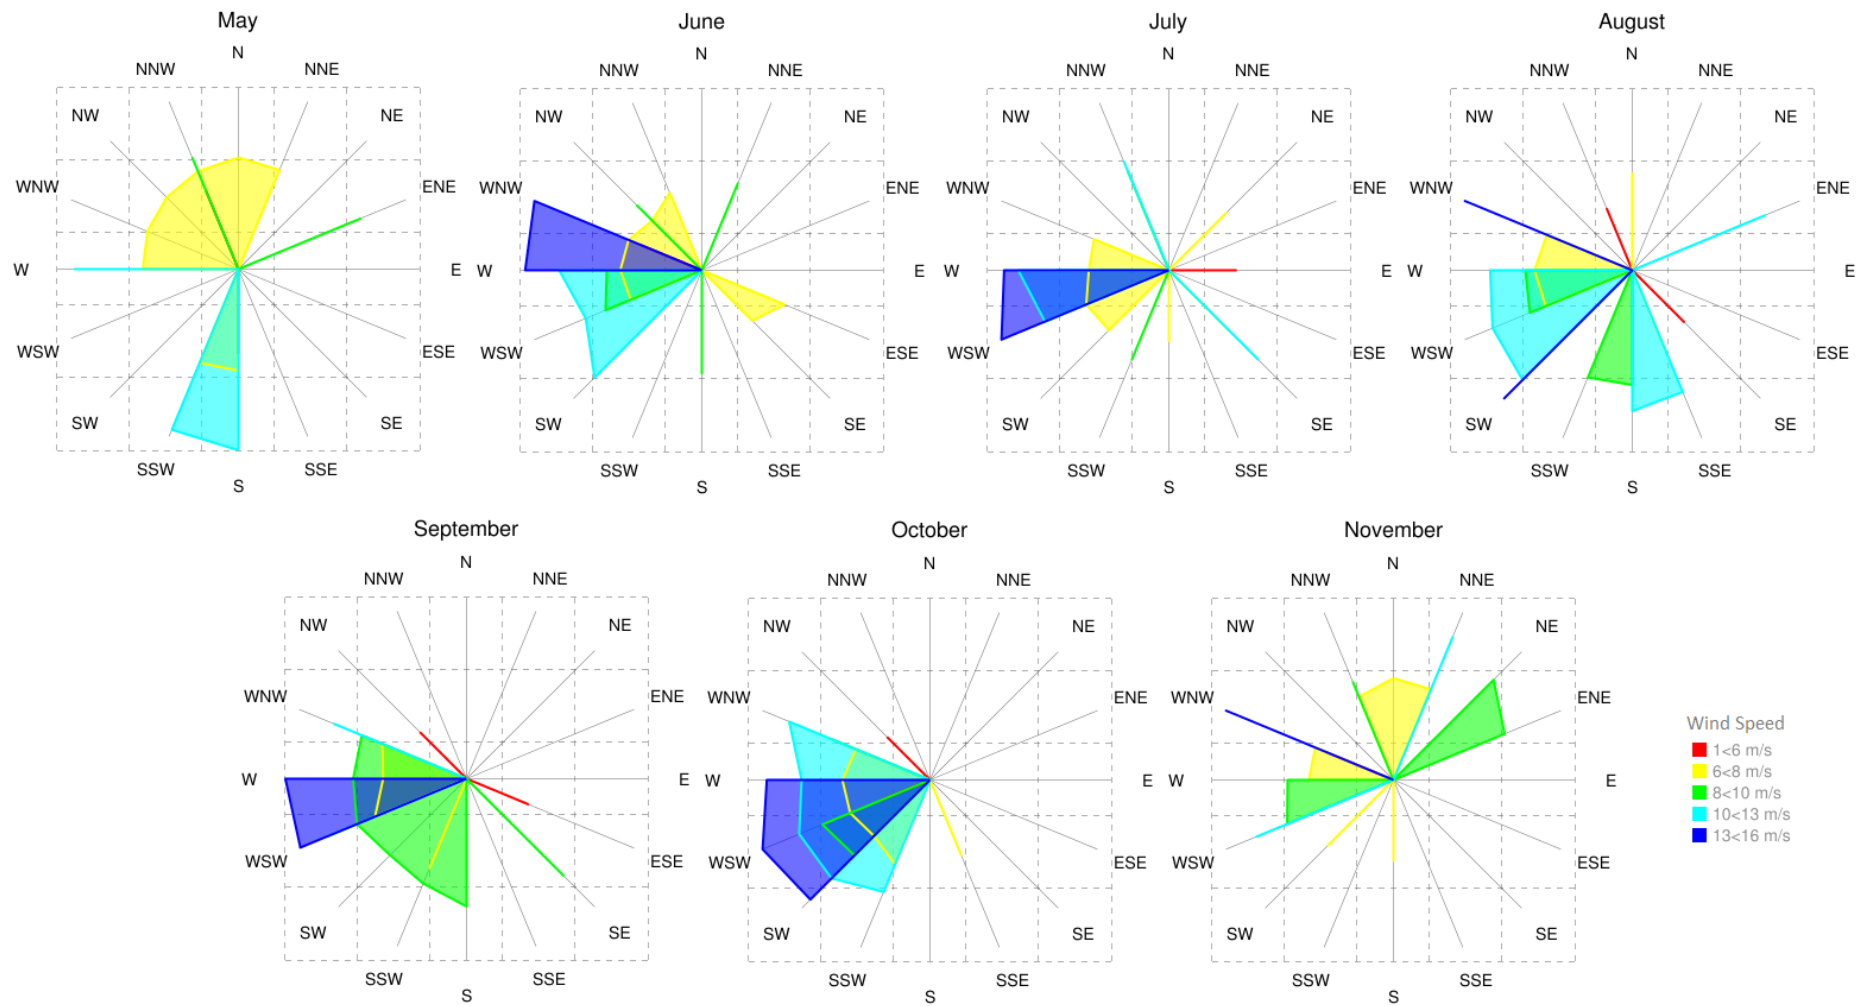 May
June
July
August
N
N
N
N
NNW
NNE
NNW
NNE
NNW
NNE
NNW
NNE
NW
NE
NW
NE
NW
NE
NW
NE
WNW
ENE
WNW
ENE
WNW
ENE
WNW
ENE
W
E
W
E
W
E
W
E
WSW
ESE
WSW
ESE
WSW
ESE
WSW
ESE
SW
SE
SW
SE
SW
SE
SW
SE
SSW
SSE
SSW
SSE
SSW
SSE
SSW
SSE
S
S
S
S
September
October
November
N
N
N
NNW
NNE
NNW
NNE
NNW
NNE
NW
NE
NW
NE
NW
NE
WNW
ENE
WNW
ENE
WNW
ENE
W
E
W
E
W
E
WSW
ESE
WSW
ESE
WSW
ESE
SW
SE
SW
SE
SW
SE
SSW
SSE
SSW
SSE
SSW
SSE
S
S
S
Wind Speed
1<6 m/s
6<8 m/s
8<10 m/s
10<13 m/s
13<16 m/s